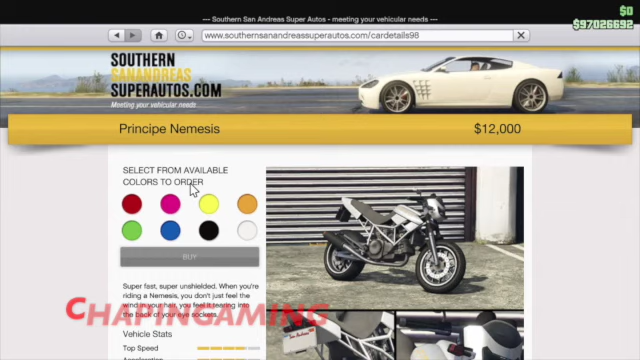 --- Southern San Andreas Super Autos - meeting your vehicular needs ---
$0
$97026692
www.southernsanandreassuperautos.com/cardetails98
SOUTHERN
SANANDREAS
SUPERAUTOS.COM
Meeting your vehicular needs
Principe Nemesis $12,000
SELECT FROM AVAILABLE
COLORS TO ORDER
BUY
Super fast, super unshielded. When you're
riding a Nemesis, you don't just feel the
wind in your hair, you feel it teering into
the back of your eye sockets.
CHAPINGAMING
Vehicle Stats
Top Speed
Acceleration